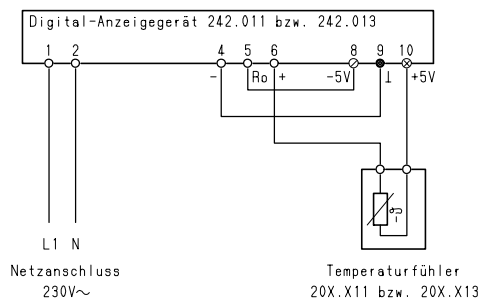 Digital-Anzeigegerät 242.011 bzw. 242.013
1 2 4 5 6 8 9 10
- Ro + -5V ⊥ +5V
-ϑ
L1 N
Netzanschluss
230V~
Temperaturfühler
20X.X11 bzw. 20X.X13